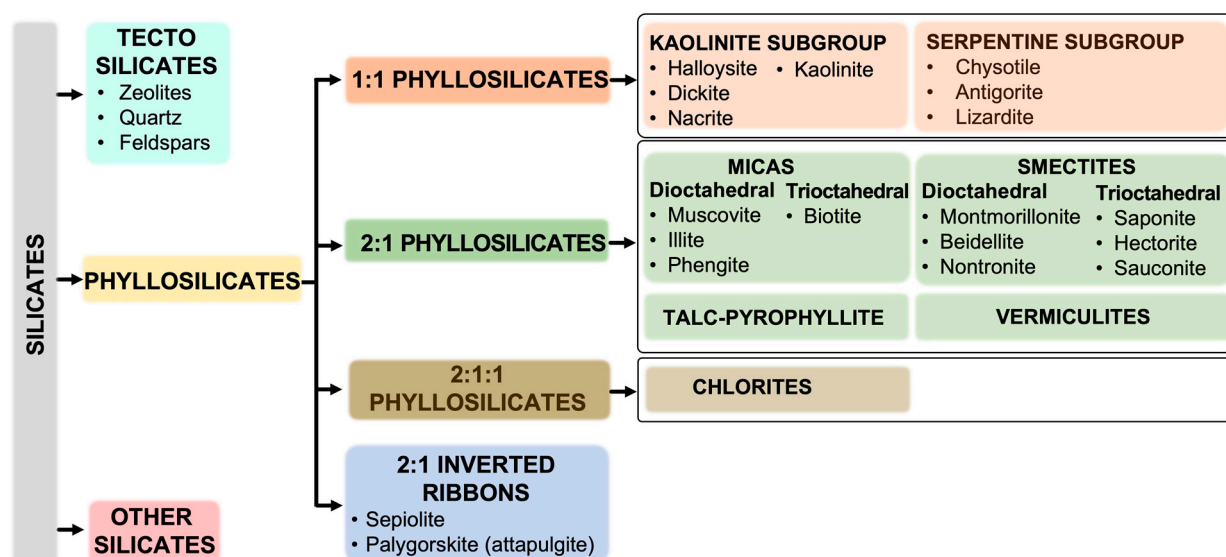 SILICATES
TECTO
SILICATES
• Zeolites
• Quartz
• Feldspars
PHYLLOSILICATES
OTHER
SILICATES
1:1 PHYLLOSILICATES
KAOLINITE SUBGROUP
• Halloysite • Kaolinite
• Dickite
• Nacrite
SERPENTINE SUBGROUP
• Chysotile
• Antigorite
• Lizardite
2:1 PHYLLOSILICATES
MICAS
Dioctahedral Trioctahedral
• Muscovite • Biotite
• Illite
• Phengite
SMECTITES
Dioctahedral Trioctahedral
• Montmorillonite • Saponite
• Beidellite • Hectorite
• Nontronite • Sauconite
TALC-PYROPHYLLITE
VERMICULITES
2:1:1
PHYLLOSILICATES
CHLORITES
2:1 INVERTED
RIBBONS
• Sepiolite
• Palygorskite (attapulgite)